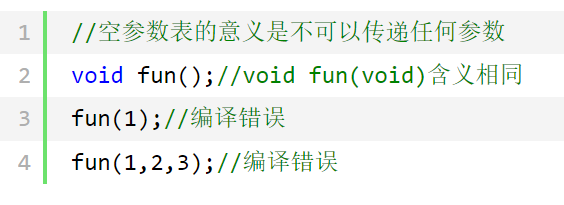 1 //空参数表的意义是不可以传递任何参数
2 void fun();//void fun(void)含义相同
3 fun(1);//编译错误
4 fun(1,2,3);//编译错误